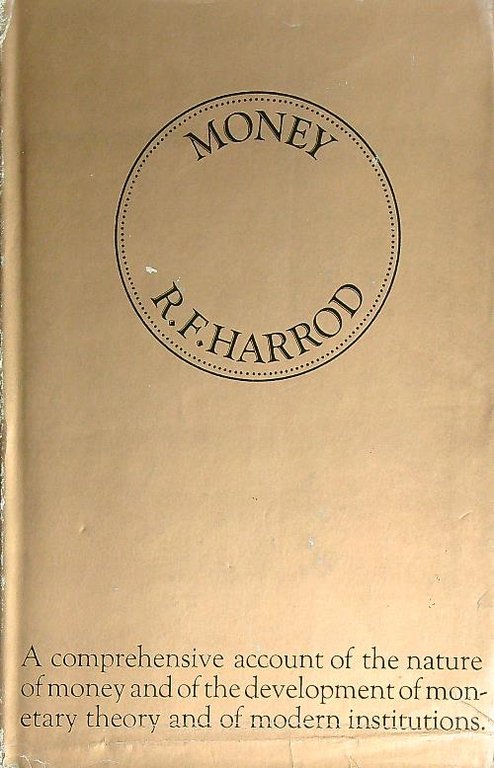 MONEY
R.F.HARROD
A comprehensive account of the nature
of money and of the development of mon-
etary theory and of modern institutions.